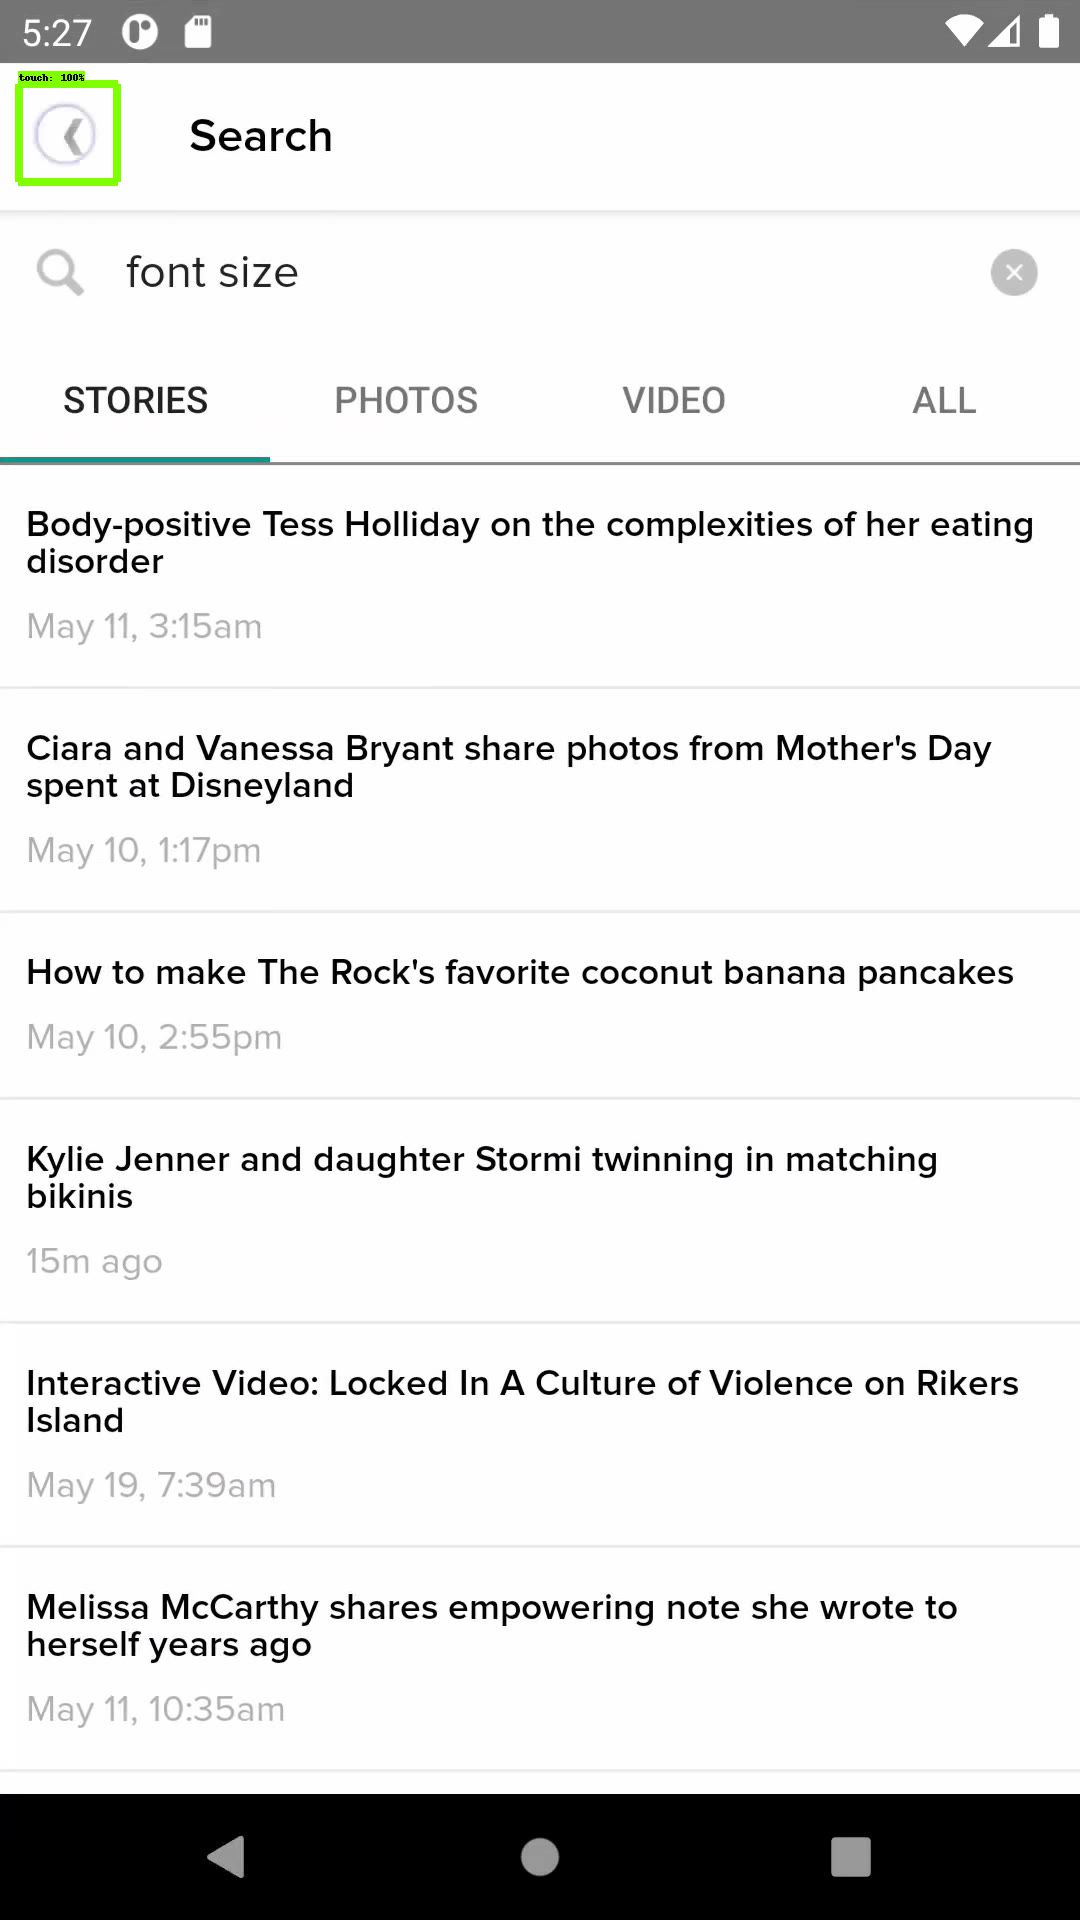 5:27
touch: 100%
Search
font size
STORIES PHOTOS VIDEO ALL
Body-positive Tess Holliday on the complexities of her eating
disorder
May 11, 3:15am
Ciara and Vanessa Bryant share photos from Mother's Day
spent at Disneyland
May 10, 1:17pm
How to make The Rock's favorite coconut banana pancakes
May 10, 2:55pm
Kylie Jenner and daughter Stormi twinning in matching
bikinis
15m ago
Interactive Video: Locked In A Culture of Violence on Rikers
Island
May 19, 7:39am
Melissa McCarthy shares empowering note she wrote to
herself years ago
May 11, 10:35am